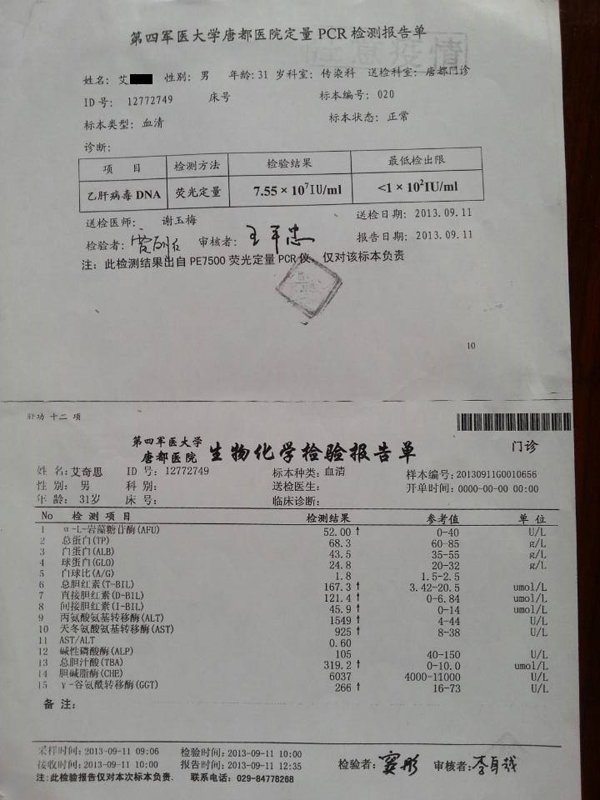 第四军医大学唐都医院定量 PCR 检测报告单
姓名：艾 性别：男 年龄：31 岁 科室：传染科 送检科室：唐都门诊
ID 号：12772749 床号 标本编号：020
标本类型：血清 标本状态：正常
诊断：
项 目 检测方法 检验结果 最低检出限
乙肝病毒 DNA 荧光定量 7.55 × 10⁷IU/ml <1 × 10²IU/ml
送检医师： 谢玉梅 送检日期：2013.09.11
检验者： 审核者： 报告日期：2013.09.11
注：此检测结果出自 PE7500 荧光定量 PCR 仪，仅对该标本负责
10
肝功 十二 项
第四军医大学
唐都医院 生物化学检验报告单 门诊
姓 名：艾奇思 ID 号：12772749 标本种类：血清 样本编号：20130911G0010656
性 别：男 科 别： 送检医生： 开单时间：0000-00-00 00:00
年 龄：31岁 床 号： 临床诊断：
No 检 测 项 目 检测结果 参考值 单 位
1 α-L-岩藻糖苷酶(AFU) 52.00 ↑ 0-40 U/L
2 总蛋白(TP) 68.3 60-85 g/L
3 白蛋白(ALB) 43.5 35-55 g/L
4 球蛋白(GLO) 24.8 20-32 g/L
5 白球比(A/G) 1.8 1.5-2.5
6 总胆红素(T-BIL) 167.3 ↑ 3.42-20.5 umol/L
7 直接胆红素(D-BIL) 121.4 ↑ 0-6.84 umol/L
8 间接胆红素(I-BIL) 45.9 ↑ 0-14 umol/L
9 丙氨酸氨基转移酶(ALT) 1549 ↑ 4-44 U/L
10 天冬氨酸氨基转移酶(AST) 925 ↑ 8-38 U/L
11 AST/ALT 0.60
12 碱性磷酸酶(ALP) 105 40-150 U/L
13 总胆汁酸(TBA) 319.2 ↑ 0-10.0 umol/L
14 胆碱脂酶(CHE) 6037 4000-11000 U/L
15 γ-谷氨酰转移酶(GGT) 266 ↑ 16-73 U/L
备 注：
采样时间：2013-09-11 09:06 检验时间：2013-09-11 10:00
接收时间：2013-09-11 10:00 报告时间：2013-09-11 12:35 检验者： 审核者：
注：此检验报告仅对本次标本负责. 联系电话：029-84778268